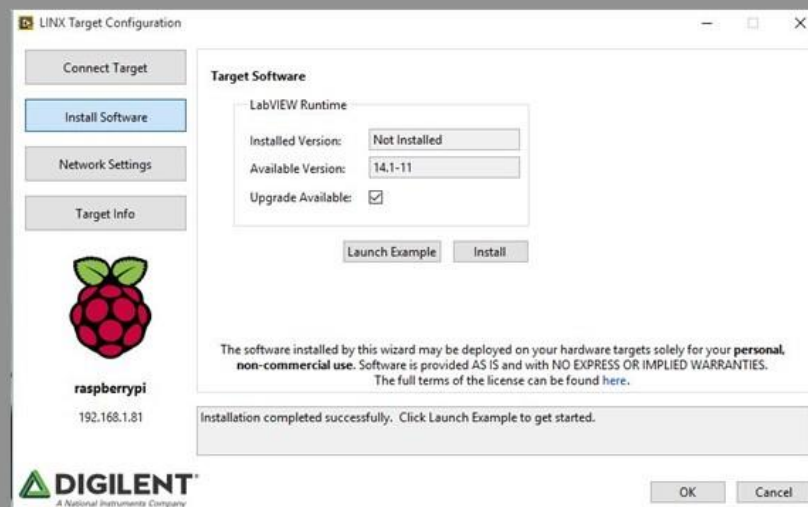 LINX Target Configuration
Connect Target
Install Software
Network Settings
Target Info
raspberrypi
192.168.1.81
Target Software
LabVIEW Runtime
Installed Version: Not Installed
Available Version: 14.1-11
Upgrade Available:
Launch Example Install
The software installed by this wizard may be deployed on your hardware targets solely for your personal,
non-commercial use. Software is provided AS IS and with NO EXPRESS OR IMPLIED WARRANTIES.
The full terms of the license can be found here.
Installation completed successfully. Click Launch Example to get started.
DIGILENT
A National Instruments Company
OK Cancel